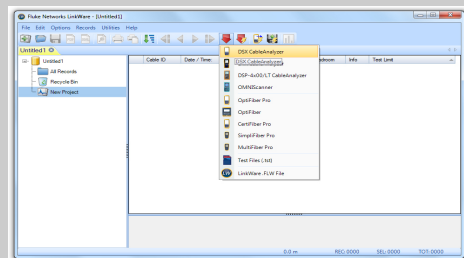 Fluke Networks LinkWare - [Untitled1]
File Edit Options Records Utilities Help
Untitled1
Untitled1
All Records
Recycle Bin
New Project
Cable ID Date / Time Info Test Limit
DSX CableAnalyzer
DSX CableAnalyzer
DSP-4x00/LT CableAnalyzer
OMNIScanner
OptiFiber Pro
OptiFiber
CertiFiber Pro
SimpliFiber Pro
MultiFiber Pro
Test Files (.tst)
LinkWare .FLW File
0.0 m REC: 0000 SEL: 0000 TOT: 0000